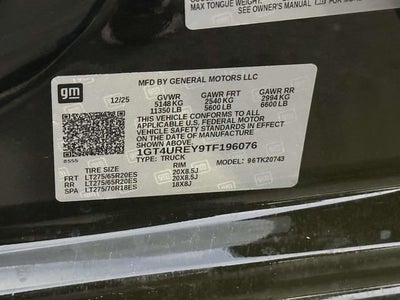 MAX TONGUE WEIGHT.
SEE OWNER'S MANUAL
gm
MFD BY GENERAL MOTORS LLC
12/25 GVWR GAWR FRT GAWR RR
5148 KG 2540 KG 2994 KG
11350 LB 5600 LB 6600 LB
THIS VEHICLE CONFORMS TO ALL
APPLICABLE U.S. FEDERAL MOTOR
VEHICLE SAFETY STANDARDS IN
EFFECT ON THE DATE OF
MANUFACTURE SHOWN ABOVE.
1GT4UREY9TF196076
8555 TYPE: TRUCK MODEL: 96TK20743
TIRE SIZE RIM
FRT LT275/65R20ES 20X8.5J
RR LT275/65R20ES 20X8.5J
SPA LT275/70R18ES 18X8J